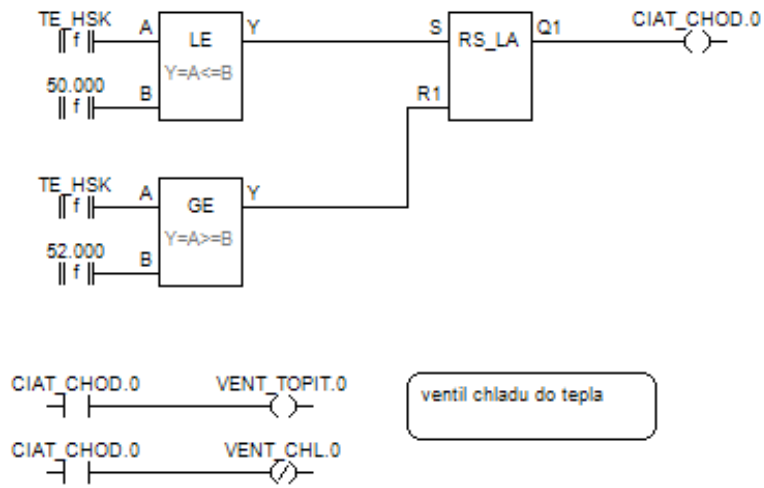 TE_HSK
f
A
LE
Y
Y=A<=B
50.000
f
B
S
RS_LA
Q1
R1
CIAT_CHOD.0
TE_HSK
f
A
GE
Y
Y=A>=B
52.000
f
B
CIAT_CHOD.0 VENT_TOPIT.0
ventil chladu do tepla
CIAT_CHOD.0 VENT_CHL.0